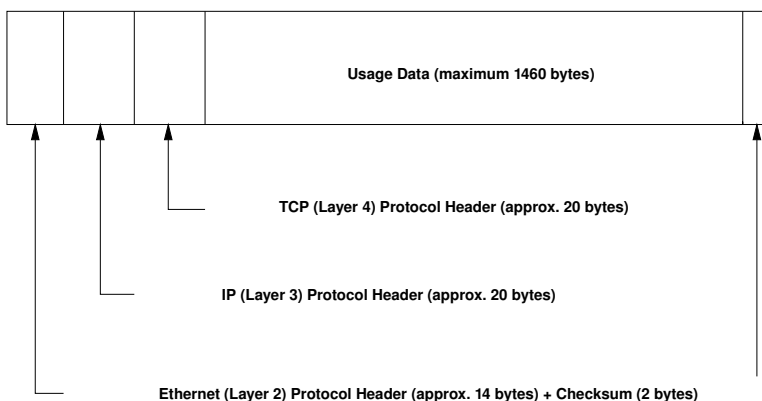 Usage Data (maximum 1460 bytes)
TCP (Layer 4) Protocol Header (approx. 20 bytes)
IP (Layer 3) Protocol Header (approx. 20 bytes)
Ethernet (Layer 2) Protocol Header (approx. 14 bytes) + Checksum (2 bytes)